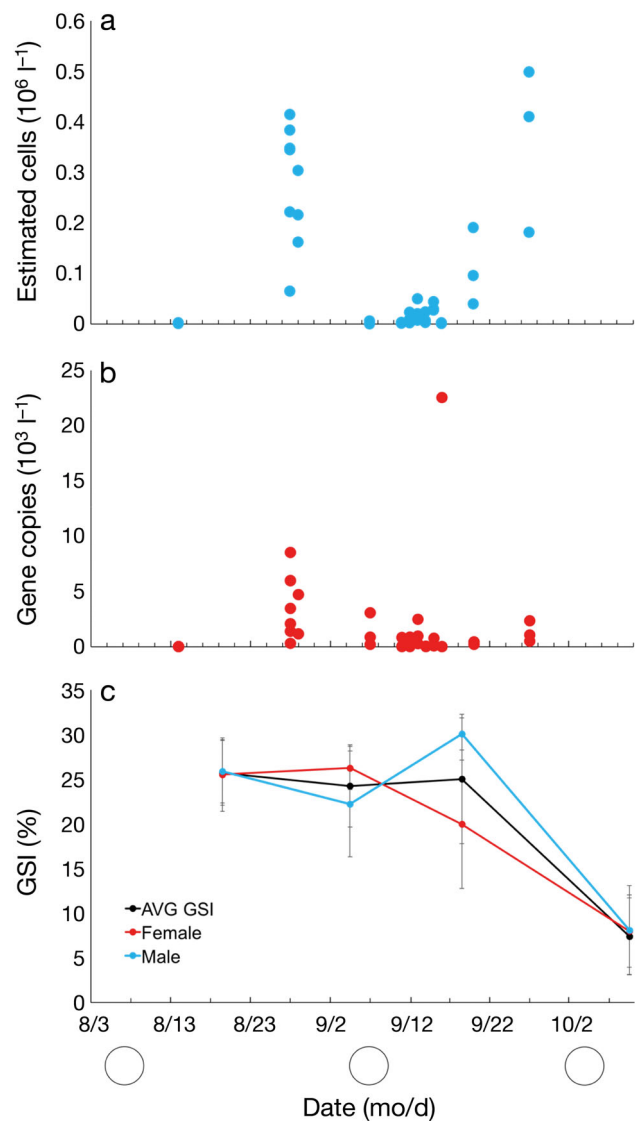 a
Estimated cells (10⁶ l⁻¹)
0.6
0.5
0.4
0.3
0.2
0.1
0
b
Gene copies (10³ l⁻¹)
25
20
15
10
5
0
c
GSI (%)
35
30
25
20
15
10
5
0
AVG GSI
Female
Male
8/3 8/13 8/23 9/2 9/12 9/22 10/2
Date (mo/d)